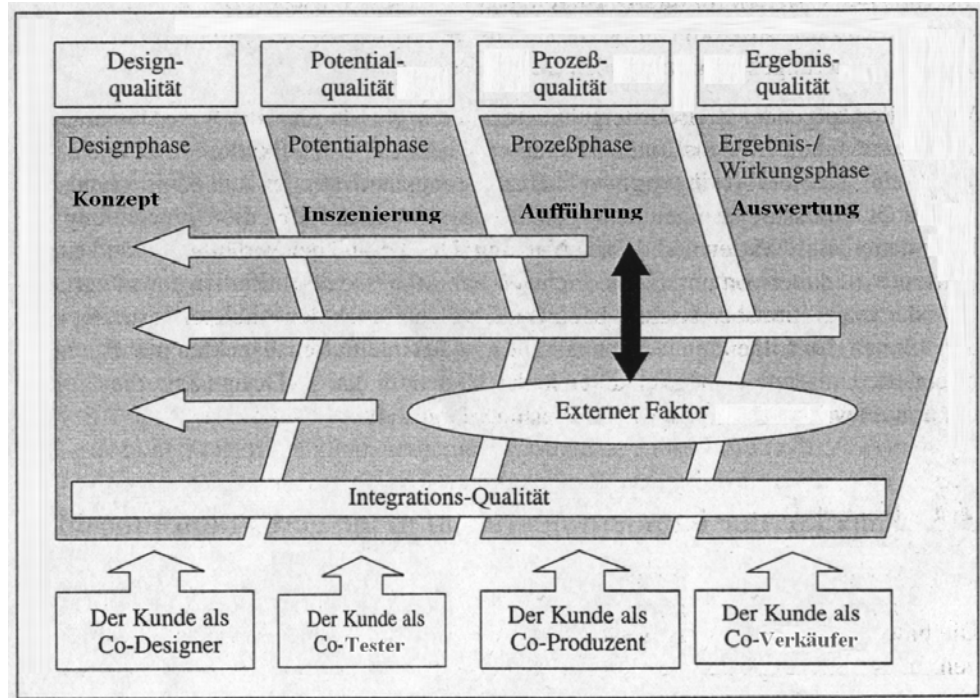 Design-
qualität
Potential-
qualität
Prozeß-
qualität
Ergebnis-
qualität
Designphase
Konzept
Potentialphase
Inszenierung
Prozeßphase
Aufführung
Ergebnis-/
Wirkungsphase
Auswertung
Externer Faktor
Integrations-Qualität
Der Kunde als
Co-Designer
Der Kunde als
Co-Tester
Der Kunde als
Co-Produzent
Der Kunde als
Co-Verkäufer